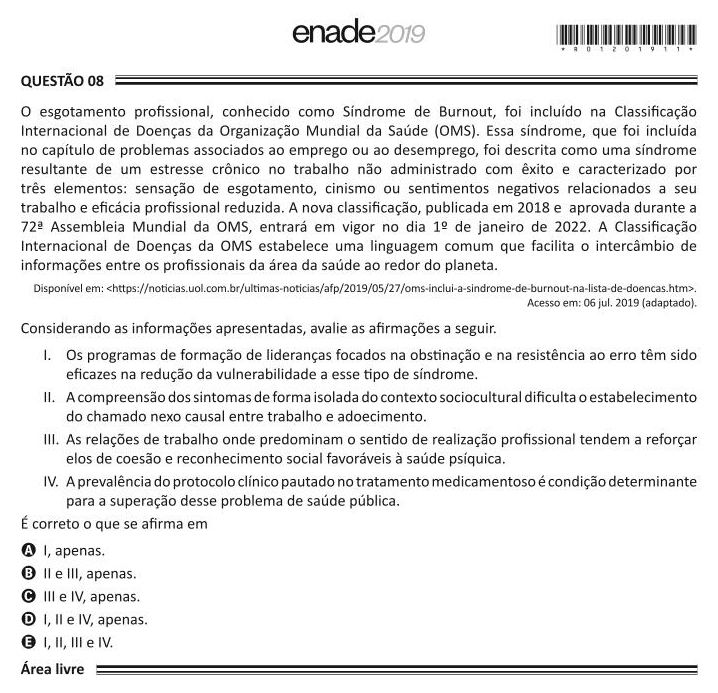 enade2019
*801201911*
QUESTÃO 08
O esgotamento profissional, conhecido como Síndrome de Burnout, foi incluído na Classificação
Internacional de Doenças da Organização Mundial da Saúde (OMS). Essa síndrome, que foi incluída
no capítulo de problemas associados ao emprego ou ao desemprego, foi descrita como uma síndrome
resultante de um estresse crônico no trabalho não administrado com êxito e caracterizado por
três elementos: sensação de esgotamento, cinismo ou sentimentos negativos relacionados a seu
trabalho e eficácia profissional reduzida. A nova classificação, publicada em 2018 e aprovada durante a
72ª Assembleia Mundial da OMS, entrará em vigor no dia 1º de janeiro de 2022. A Classificação
Internacional de Doenças da OMS estabelece uma linguagem comum que facilita o intercâmbio de
informações entre os profissionais da área da saúde ao redor do planeta.
Disponível em: <https://noticias.uol.com.br/ultimas-noticias/afp/2019/05/27/oms-inclui-a-sindrome-de-burnout-na-lista-de-doencas.htm>.
Acesso em: 06 jul. 2019 (adaptado).
Considerando as informações apresentadas, avalie as afirmações a seguir.
I. Os programas de formação de lideranças focados na obstinação e na resistência ao erro têm sido
eficazes na redução da vulnerabilidade a esse tipo de síndrome.
II. A compreensão dos sintomas de forma isolada do contexto sociocultural dificulta o estabelecimento
do chamado nexo causal entre trabalho e adoecimento.
III. As relações de trabalho onde predominam o sentido de realização profissional tendem a reforçar
elos de coesão e reconhecimento social favoráveis à saúde psíquica.
IV. A prevalência do protocolo clínico pautado no tratamento medicamentoso é condição determinante
para a superação desse problema de saúde pública.
É correto o que se afirma em
A I, apenas.
B II e III, apenas.
C III e IV, apenas.
D I, II e IV, apenas.
E I, II, III e IV.
Área livre